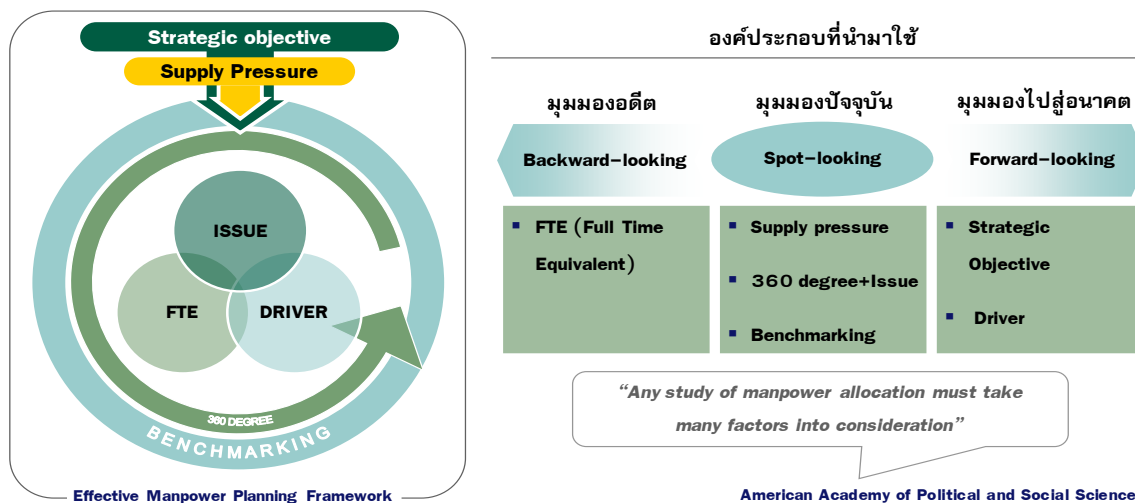 Strategic objective
Supply Pressure
ISSUE
FTE
DRIVER
360 DEGREE
BENCHMARKING
Effective Manpower Planning Framework
องค์ประกอบที่นำมาใช้
มุมมองอดีต
มุมมองปัจจุบัน
มุมมองไปสู่อนาคต
Backward-looking
Spot-looking
Forward-looking
▪ FTE (Full Time
Equivalent)
▪ Supply pressure
▪ 360 degree+Issue
▪ Benchmarking
▪ Strategic
Objective
▪ Driver
“Any study of manpower allocation must take
many factors into consideration”
American Academy of Political and Social Science